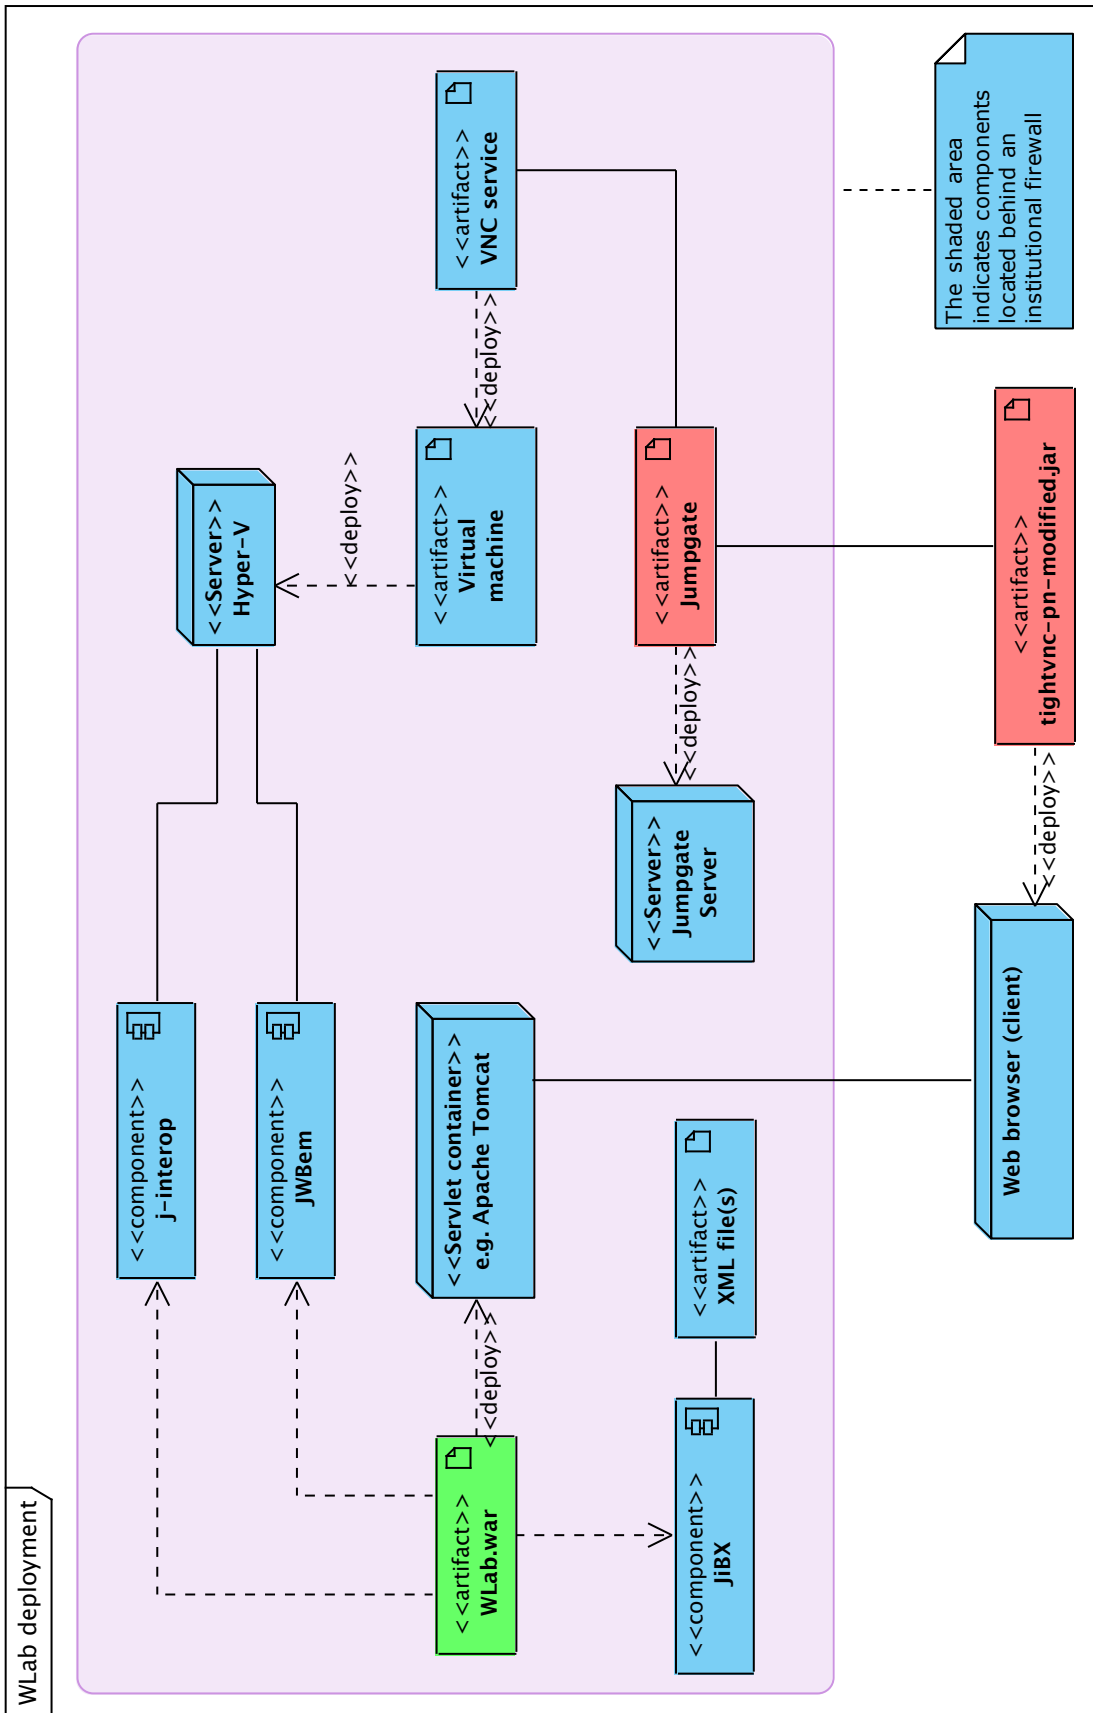 WLab deployment
<<component>>
j-interop
<<component>>
JWBem
<<Server>>
Hyper-V
<<deploy>>
<<artifact>>
WLab.war
<<deploy>>
<<Servlet container>>
e.g. Apache Tomcat
<<artifact>>
Virtual
machine
<<deploy>>
<<artifact>>
VNC service
<<component>>
JiBX
<<artifact>>
XML file(s)
<<Server>>
Jumpgate
Server
<<deploy>>
<<artifact>>
Jumpgate
Web browser (client)
<<deploy>>
<<artifact>>
tightvnc-pn-modified.jar
The shaded area
indicates components
located behind an
institutional firewall